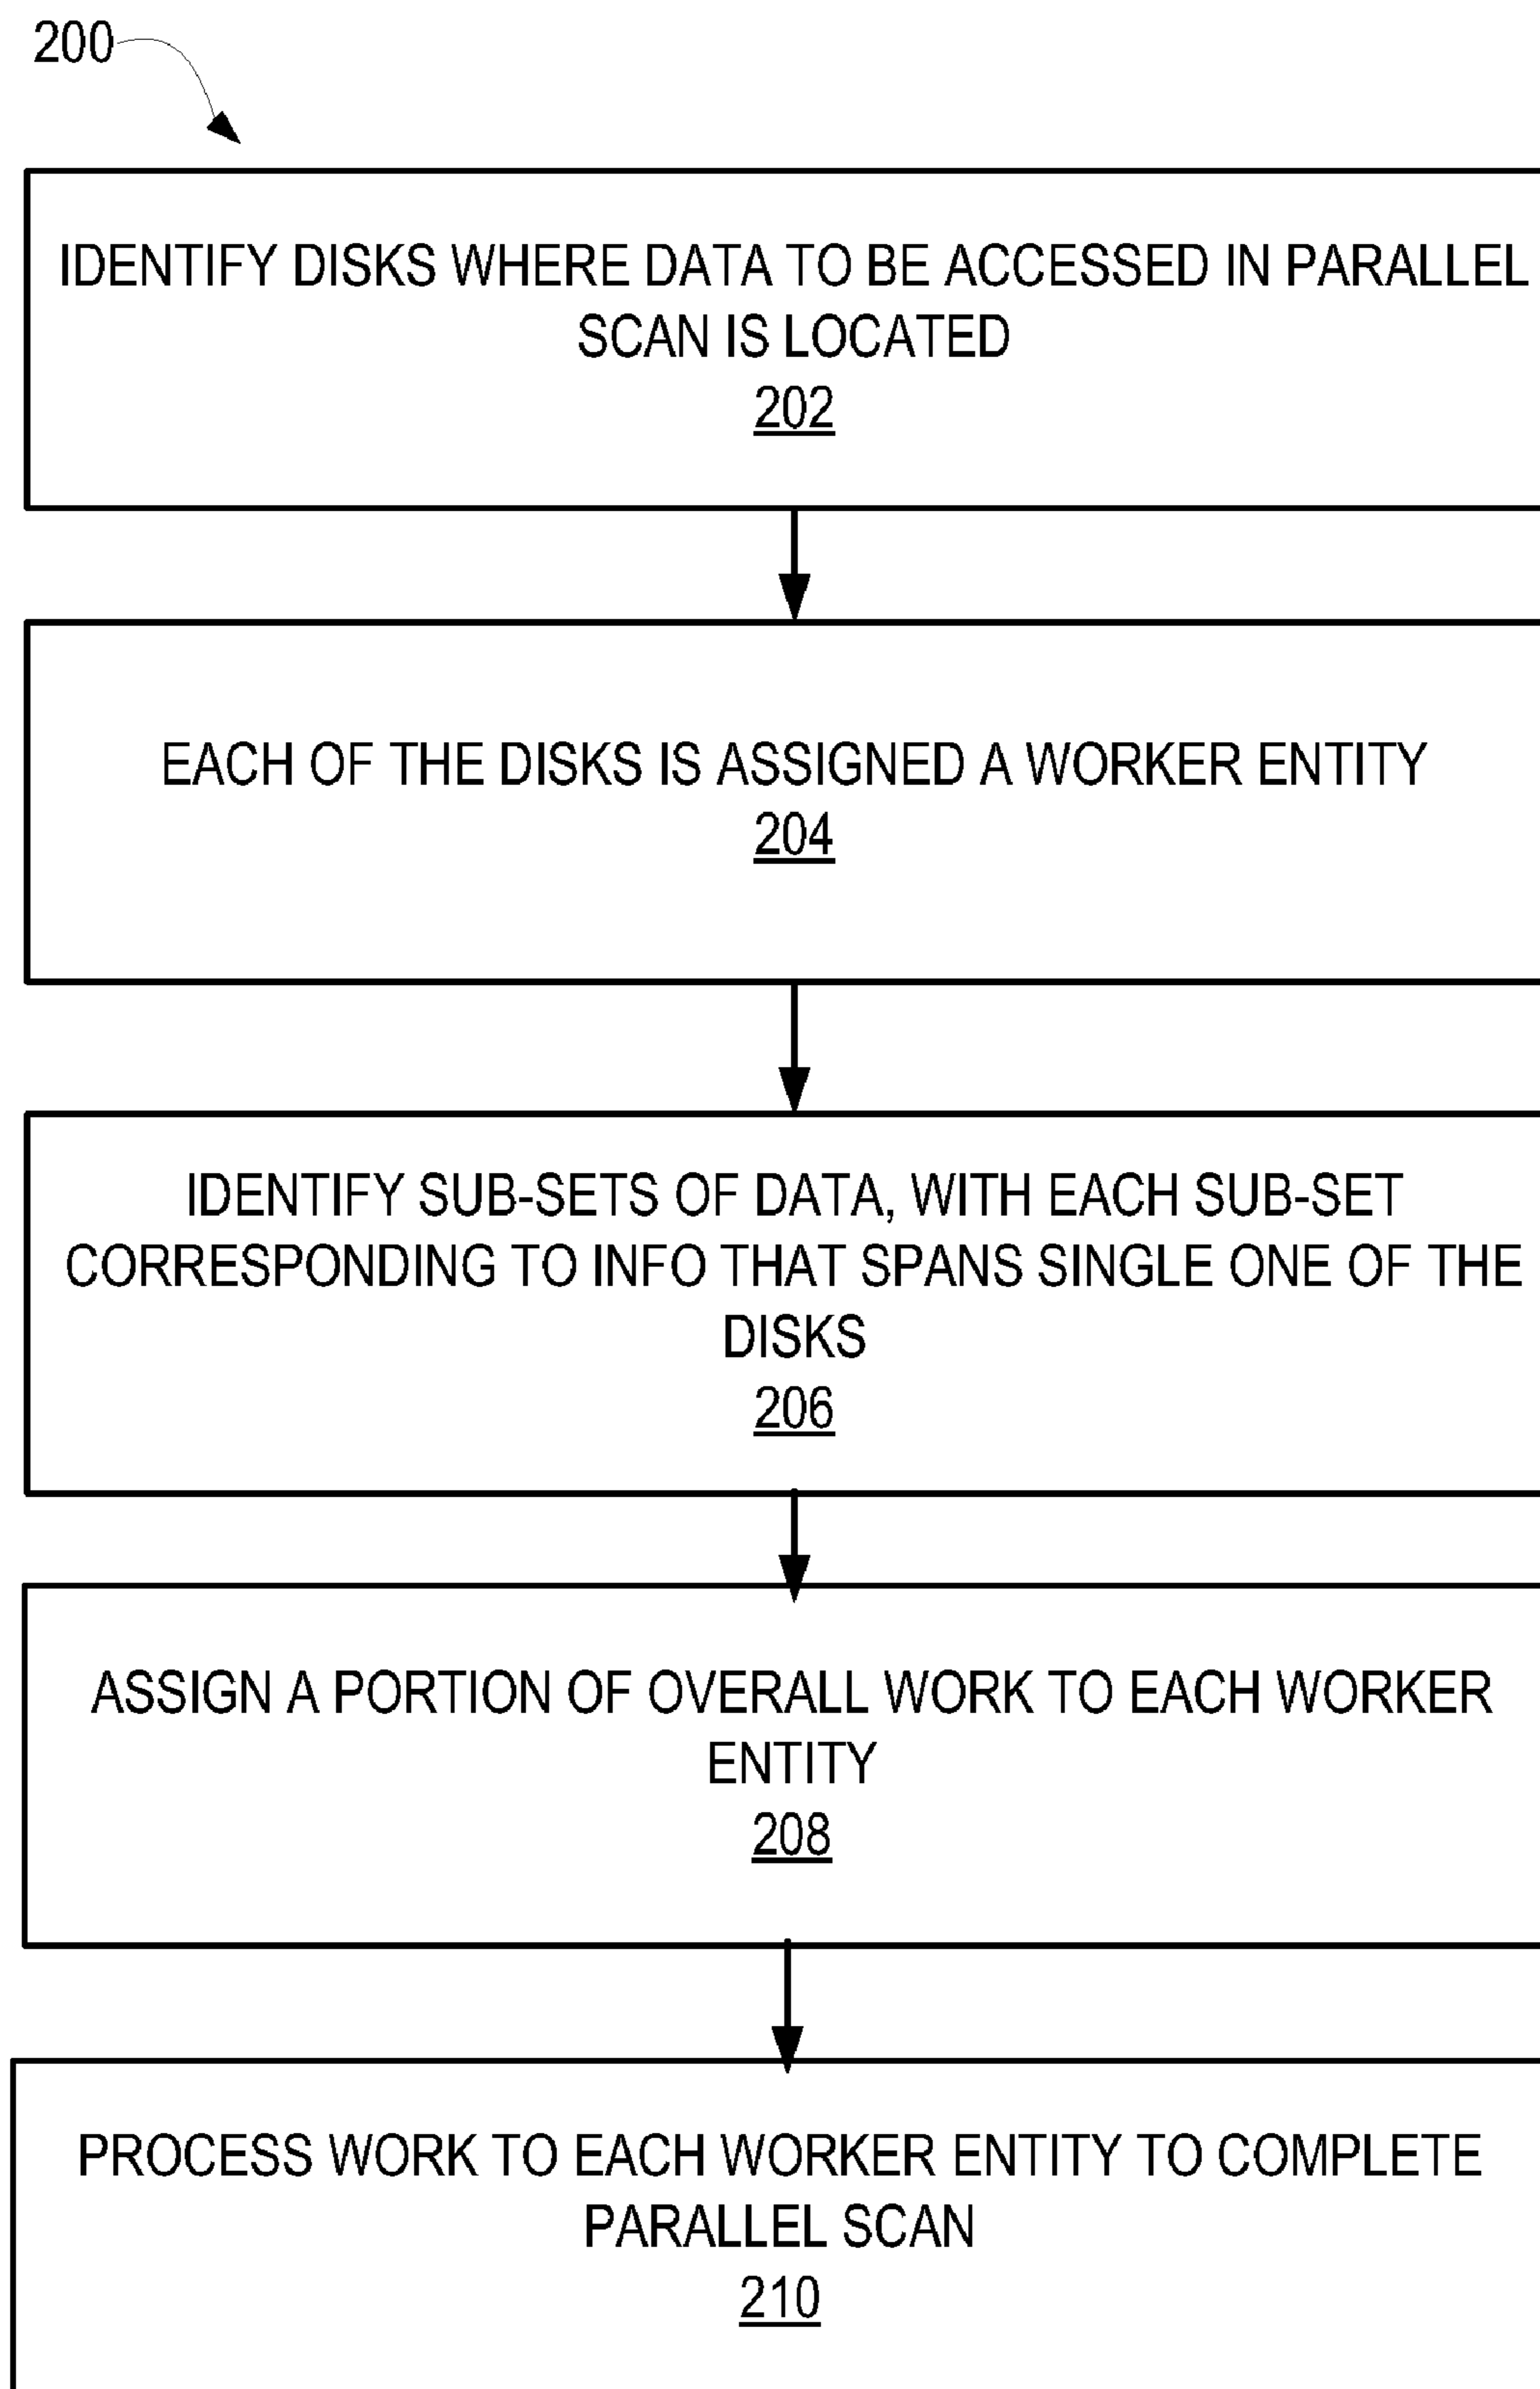 200
IDENTIFY DISKS WHERE DATA TO BE ACCESSED IN PARALLEL
SCAN IS LOCATED
202
EACH OF THE DISKS IS ASSIGNED A WORKER ENTITY
204
IDENTIFY SUB-SETS OF DATA, WITH EACH SUB-SET
CORRESPONDING TO INFO THAT SPANS SINGLE ONE OF THE
DISKS
206
ASSIGN A PORTION OF OVERALL WORK TO EACH WORKER
ENTITY
208
PROCESS WORK TO EACH WORKER ENTITY TO COMPLETE
PARALLEL SCAN
210